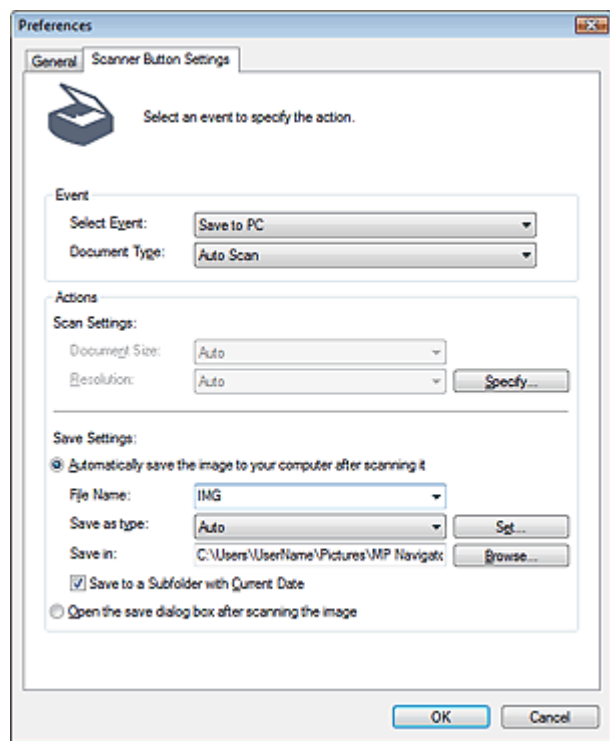 Preferences
General Scanner Button Settings
Select an event to specify the action.
Event
Select Event: Save to PC
Document Type: Auto Scan
Actions
Scan Settings:
Document Size: Auto
Resolution: Auto Specify...
Save Settings:
Automatically save the image to your computer after scanning it
File Name: IMG
Save as type: Auto Set...
Save in: C:\Users\UserName\Pictures\MP Navigatc Browse...
Save to a Subfolder with Current Date
Open the save dialog box after scanning the image
OK Cancel